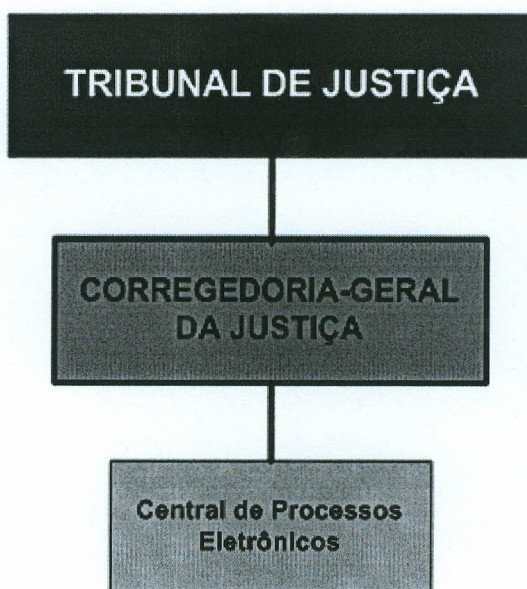 TRIBUNAL DE JUSTIÇA
CORREGEDORIA-GERAL
DA JUSTIÇA
Central de Processos
Eletrônicos